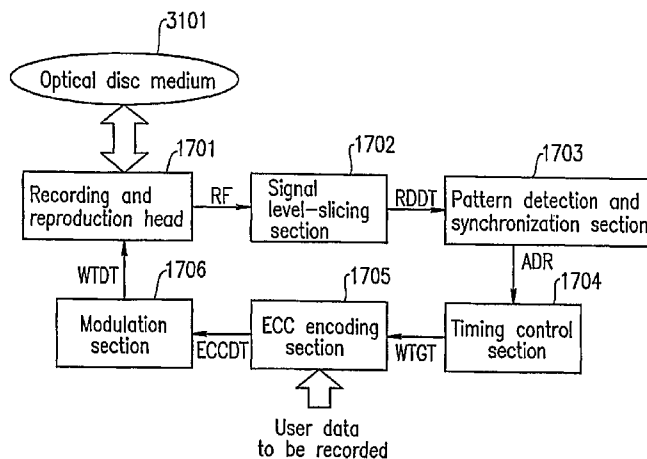 3101
Optical disc medium
1701
Recording and
reproduction head
RF
1702
Signal
level-slicing
section
RDDT
1703
Pattern detection and
synchronization section
ADR
1704
Timing control
section
WTGT
1705
ECC encoding
section
ECCDT
1706
Modulation
section
WTDT
User data
to be recorded